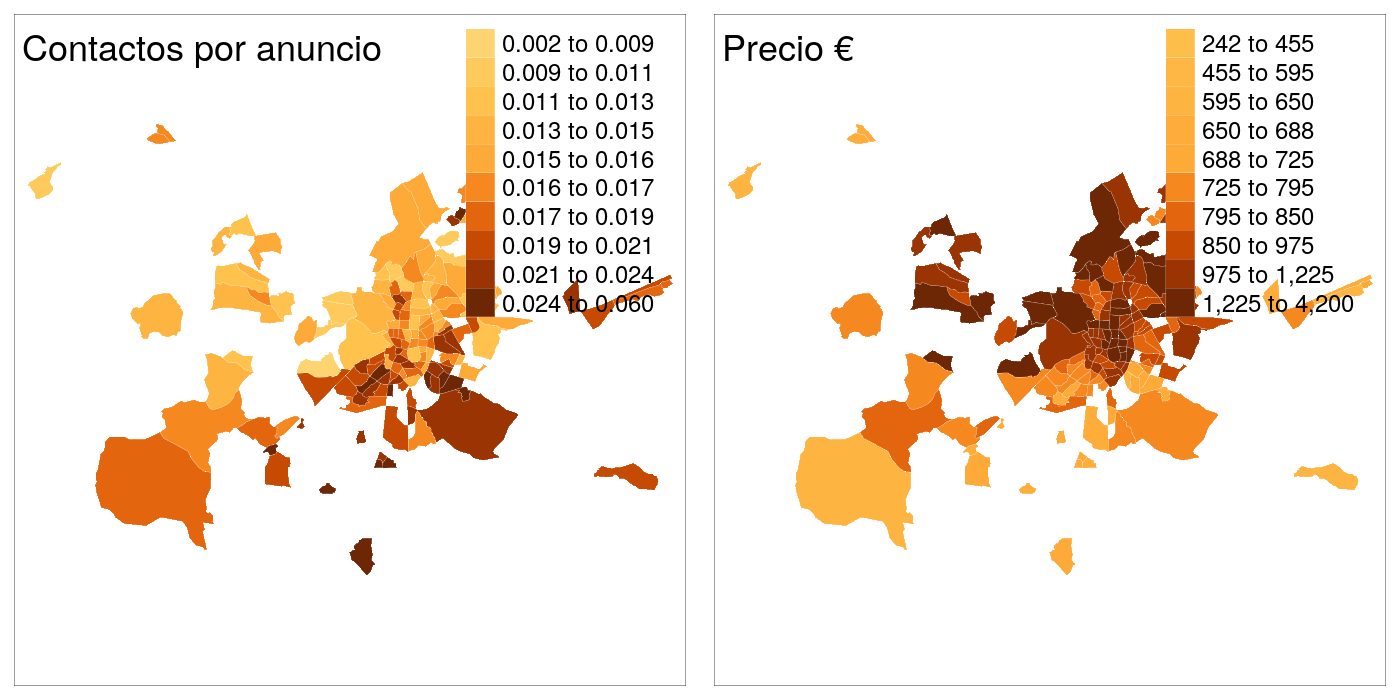 Contactos por anuncio
0.002 to 0.009
0.009 to 0.011
0.011 to 0.013
0.013 to 0.015
0.015 to 0.016
0.016 to 0.017
0.017 to 0.019
0.019 to 0.021
0.021 to 0.024
0.024 to 0.060
Precio €
242 to 455
455 to 595
595 to 650
650 to 688
688 to 725
725 to 795
795 to 850
850 to 975
975 to 1,225
1,225 to 4,200